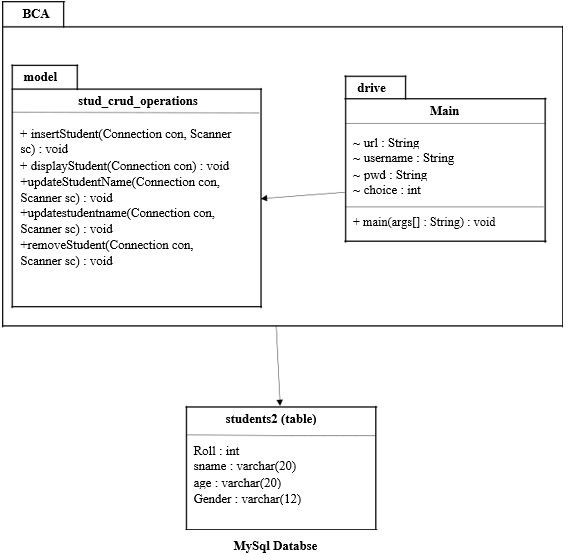 BCA
model
stud_crud_operations
+ insertStudent(Connection con, Scanner
sc) : void
+ displayStudent(Connection con) : void
+updateStudentName(Connection con,
Scanner sc) : void
+updatestudentname(Connection con,
Scanner sc) : void
+removeStudent(Connection con,
Scanner sc) : void
drive
Main
~ url : String
~ username : String
~ pwd : String
~ choice : int
+ main(args[] : String) : void
students2 (table)
Roll : int
sname : varchar(20)
age : varchar(20)
Gender : varchar(12)
MySql Databse